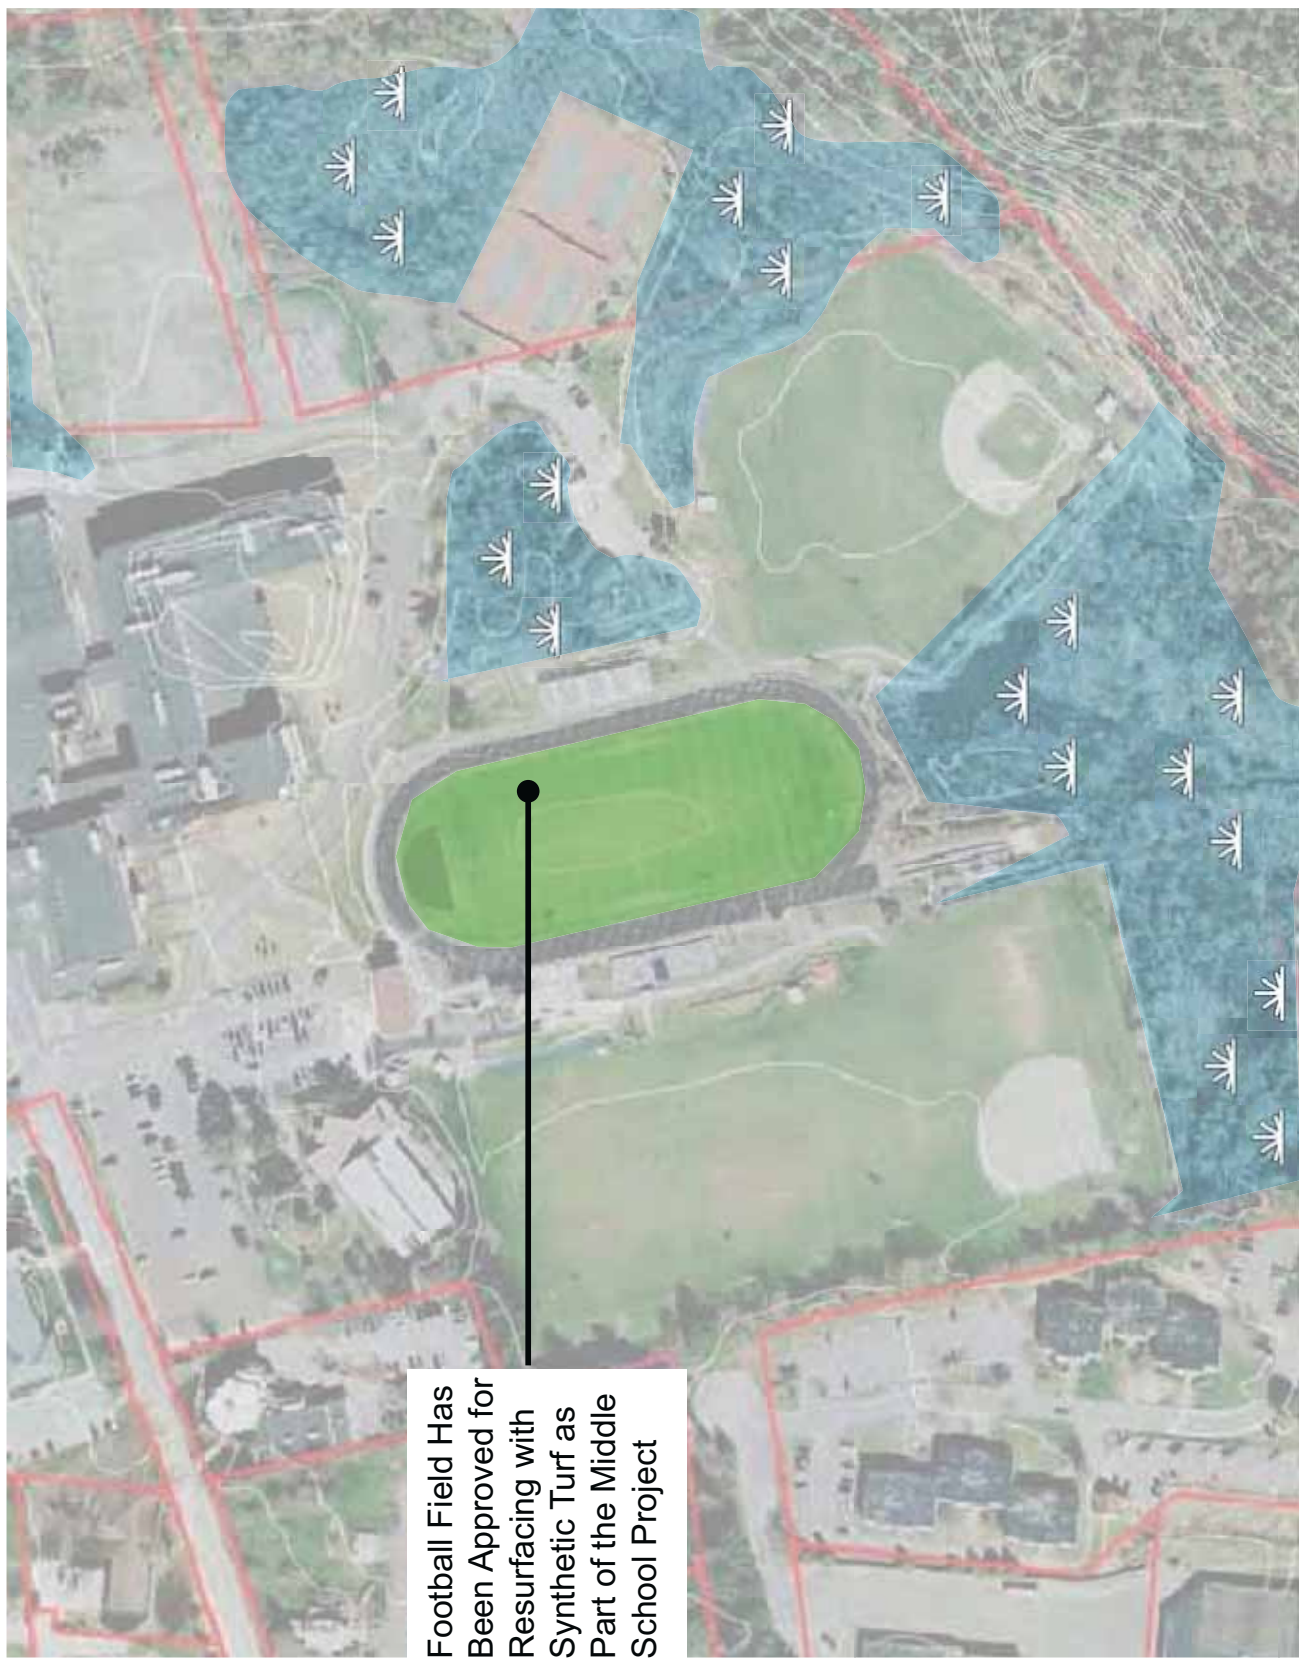 Football Field Has
Been Approved for
Resurfacing with
Synthetic Turf as
Part of the Middle
School Project